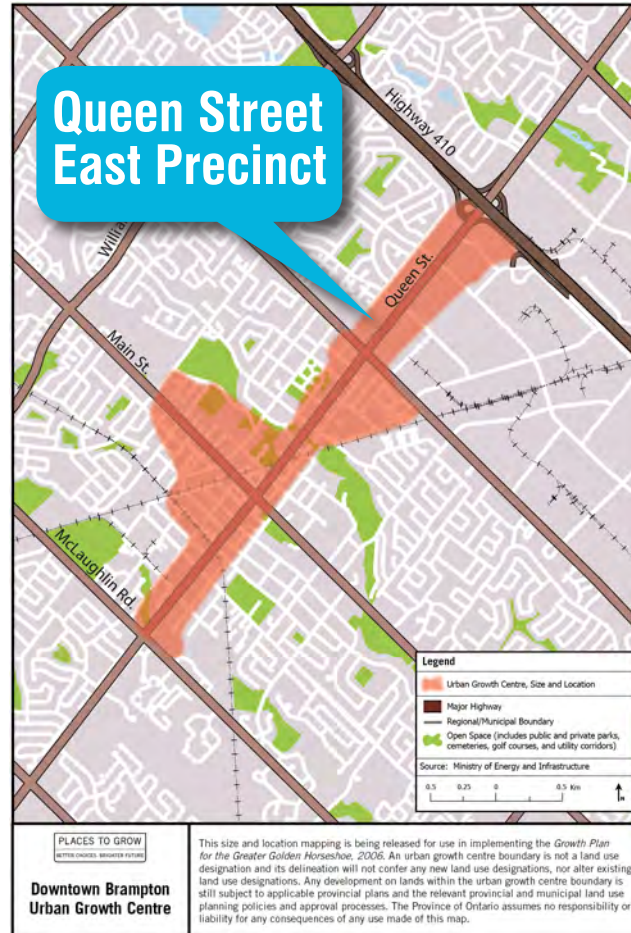 Queen Street
East Precinct
Highway 410
Queen St.
Main St.
McLaughlin Rd.
Legend
Urban Growth Centre, Size and Location
Major Highway
Regional/Municipal Boundary
Open Space (includes public and private parks,
cemeteries, golf courses, and utility corridors)
Source: Ministry of Energy and Infrastructure
0.5 0.25 0 0.5 Km
N
PLACES TO GROW
BETTER CHOICES. BRIGHTER FUTURE.
Downtown Brampton
Urban Growth Centre
This size and location mapping is being released for use in implementing the Growth Plan
for the Greater Golden Horseshoe, 2006. An urban growth centre boundary is not a land use
designation and its delineation will not confer any new land use designations, nor alter existing
land use designations. Any development on lands within the urban growth centre boundary is
still subject to applicable provincial plans and the relevant provincial and municipal land use
planning policies and approval processes. The Province of Ontario assumes no responsibility or
liability for any consequences of any use made of this map.